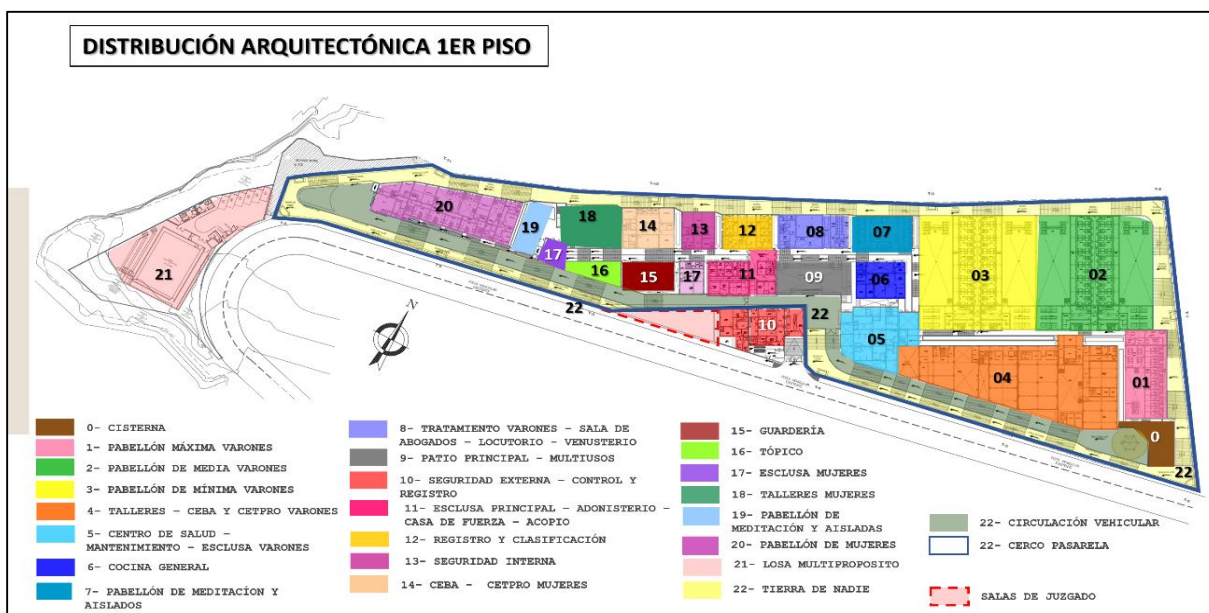 DISTRIBUCIÓN ARQUITECTÓNICA 1ER PISO
20
19
18
14
13
12
08
07
03
02
21
17
16
15
17
11
09
06
22
10
22
05
04
01
0
22
N
0- CISTERNA
1- PABELLÓN MÁXIMA VARONES
2- PABELLÓN DE MEDIA VARONES
3- PABELLÓN DE MÍNIMA VARONES
4- TALLERES – CEBA Y CETPRO VARONES
5- CENTRO DE SALUD –
MANTENIMIENTO – ESCLUSA VARONES
6- COCINA GENERAL
7- PABELLÓN DE MEDITACÍON Y
AISLADOS
8- TRATAMIENTO VARONES – SALA DE
ABOGADOS – LOCUTORIO – VENUSTERIO
9- PATIO PRINCIPAL – MULTIUSOS
10- SEGURIDAD EXTERNA – CONTROL Y
REGISTRO
11- ESCLUSA PRINCIPAL – ADONISTERIO –
CASA DE FUERZA – ACOPIO
12- REGISTRO Y CLASIFICACIÓN
13- SEGURIDAD INTERNA
14- CEBA - CETPRO MUJERES
15- GUARDERÍA
16- TÓPICO
17- ESCLUSA MUJERES
18- TALLERES MUJERES
19- PABELLÓN DE
MEDITACIÓN Y AISLADAS
20- PABELLÓN DE MUJERES
21- LOSA MULTIPROPOSITO
22- TIERRA DE NADIE
22- CIRCULACIÓN VEHICULAR
22- CERCO PASARELA
SALAS DE JUZGADO